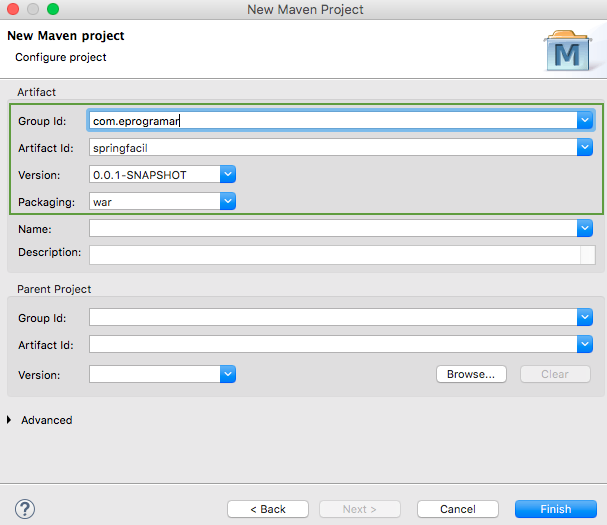 New Maven Project
New Maven project
Configure project
M
Artifact
Group Id: com.eprogramar
Artifact Id: springfacil
Version: 0.0.1-SNAPSHOT
Packaging: war
Name:
Description:
Parent Project
Group Id:
Artifact Id:
Version: Browse... Clear
Advanced
? < Back Next > Cancel Finish